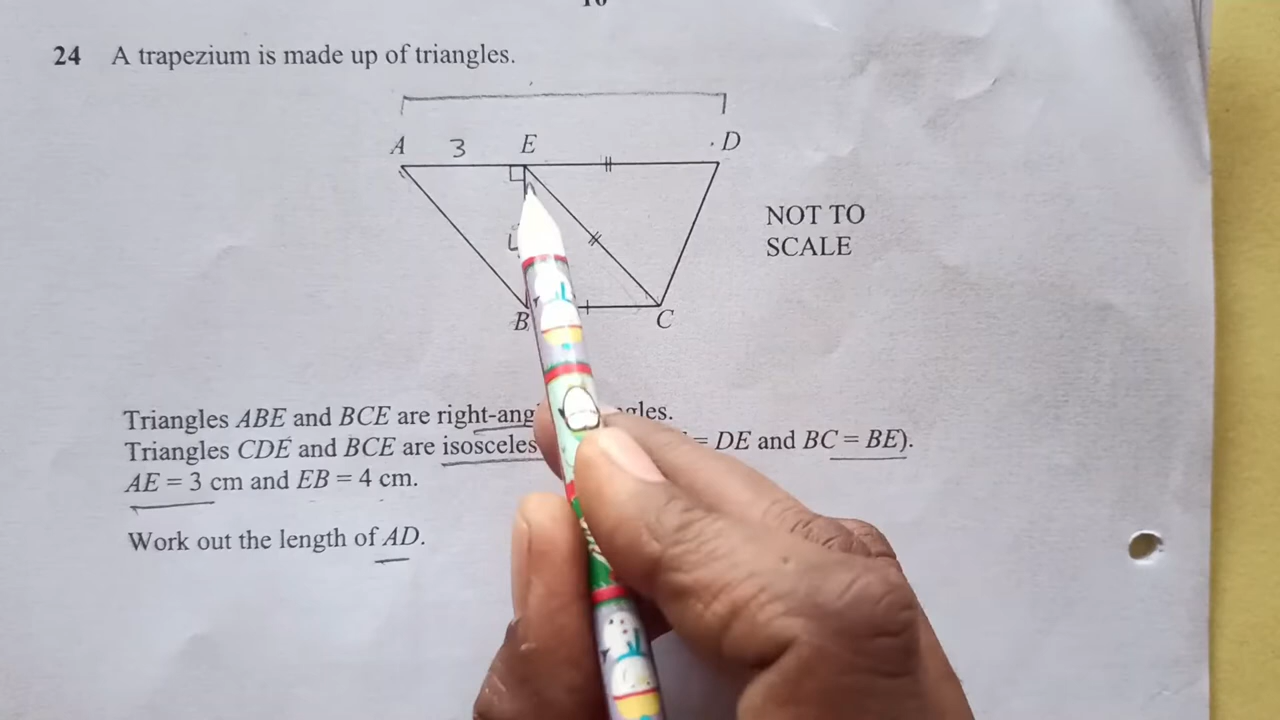 24 A trapezium is made up of triangles.
A 3 E D
NOT TO
SCALE
B C
Triangles ABE and BCE are right-ang gles.
Triangles CDE and BCE are isosceles = DE and BC = BE).
AE = 3 cm and EB = 4 cm.
Work out the length of AD.